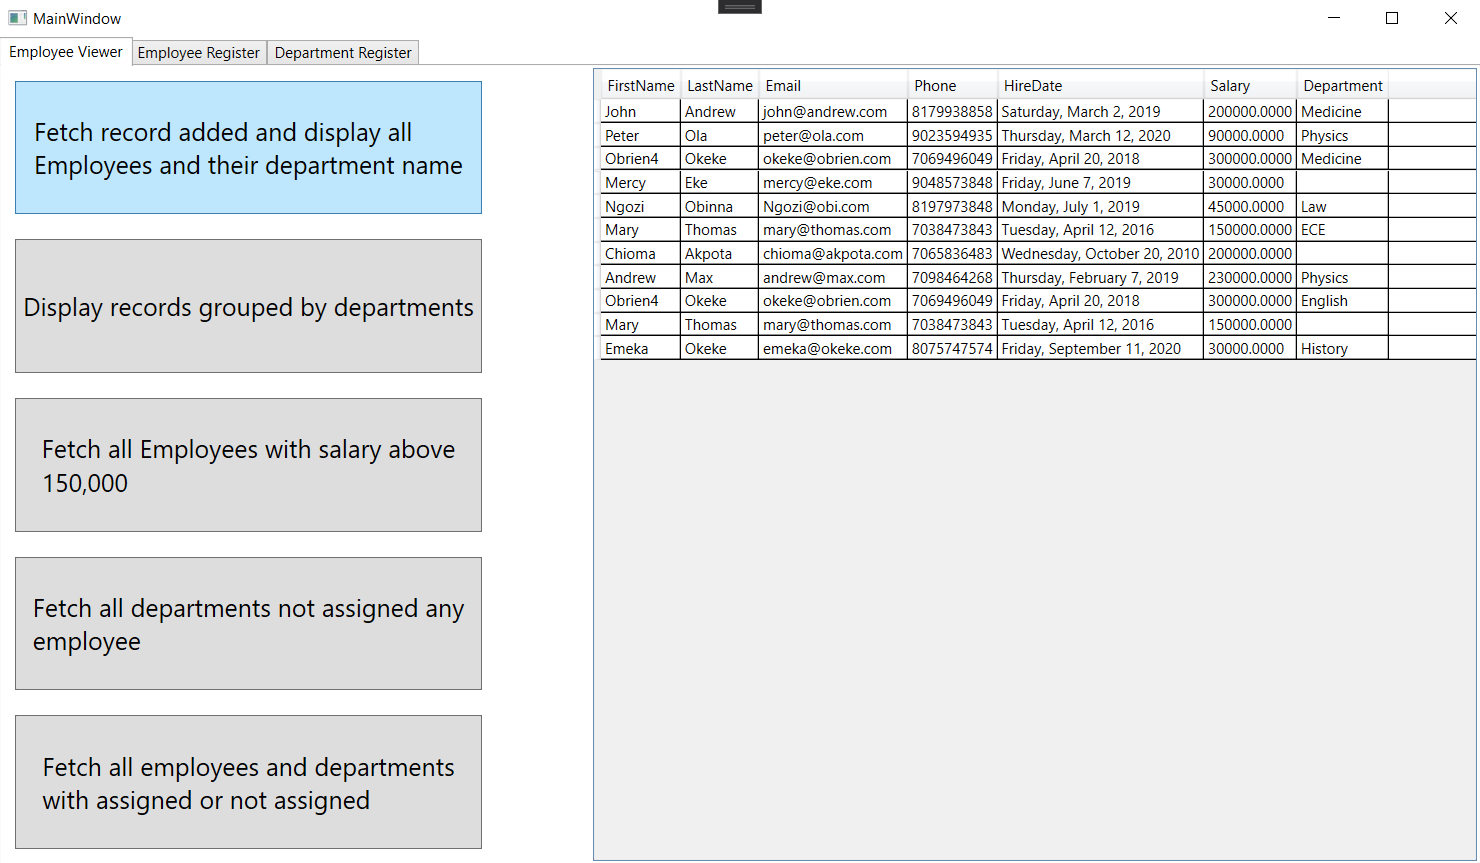 MainWindow
Employee Viewer Employee Register Department Register
Fetch record added and display all
Employees and their department name
Display records grouped by departments
Fetch all Employees with salary above
150,000
Fetch all departments not assigned any
employee
Fetch all employees and departments
with assigned or not assigned
FirstName LastName Email Phone HireDate Salary Department
John Andrew john@andrew.com 8179938858 Saturday, March 2, 2019 200000.0000 Medicine
Peter Ola peter@ola.com 9023594935 Thursday, March 12, 2020 90000.0000 Physics
Obrien4 Okeke okeke@obrien.com 7069496049 Friday, April 20, 2018 300000.0000 Medicine
Mercy Eke mercy@eke.com 9048573848 Friday, June 7, 2019 30000.0000
Ngozi Obinna Ngozi@obi.com 8197973848 Monday, July 1, 2019 45000.0000 Law
Mary Thomas mary@thomas.com 7038473843 Tuesday, April 12, 2016 150000.0000 ECE
Chioma Akpota chioma@akpota.com 7065836483 Wednesday, October 20, 2010 200000.0000
Andrew Max andrew@max.com 7098464268 Thursday, February 7, 2019 230000.0000 Physics
Obrien4 Okeke okeke@obrien.com 7069496049 Friday, April 20, 2018 300000.0000 English
Mary Thomas mary@thomas.com 7038473843 Tuesday, April 12, 2016 150000.0000
Emeka Okeke emeka@okeke.com 8075747574 Friday, September 11, 2020 30000.0000 History